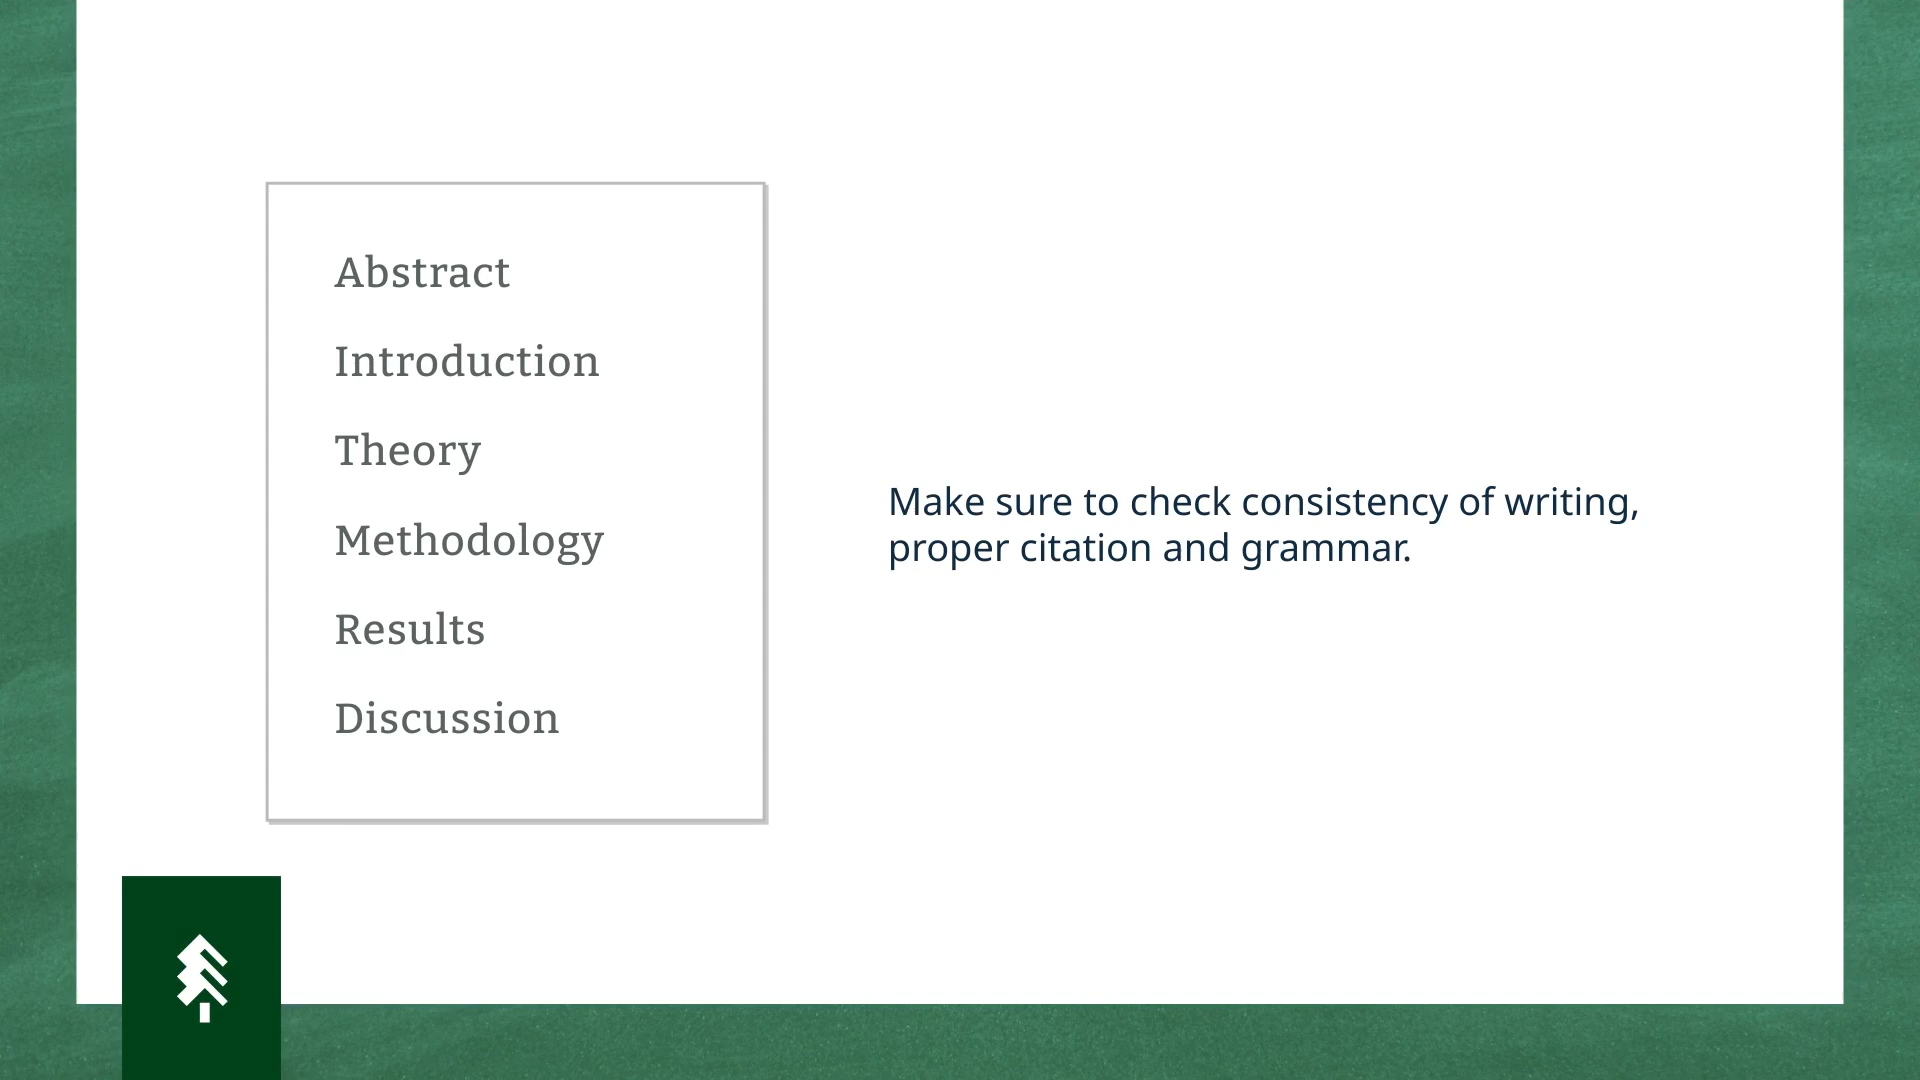 Abstract
Introduction
Theory
Methodology
Results
Discussion
Make sure to check consistency of writing,
proper citation and grammar.